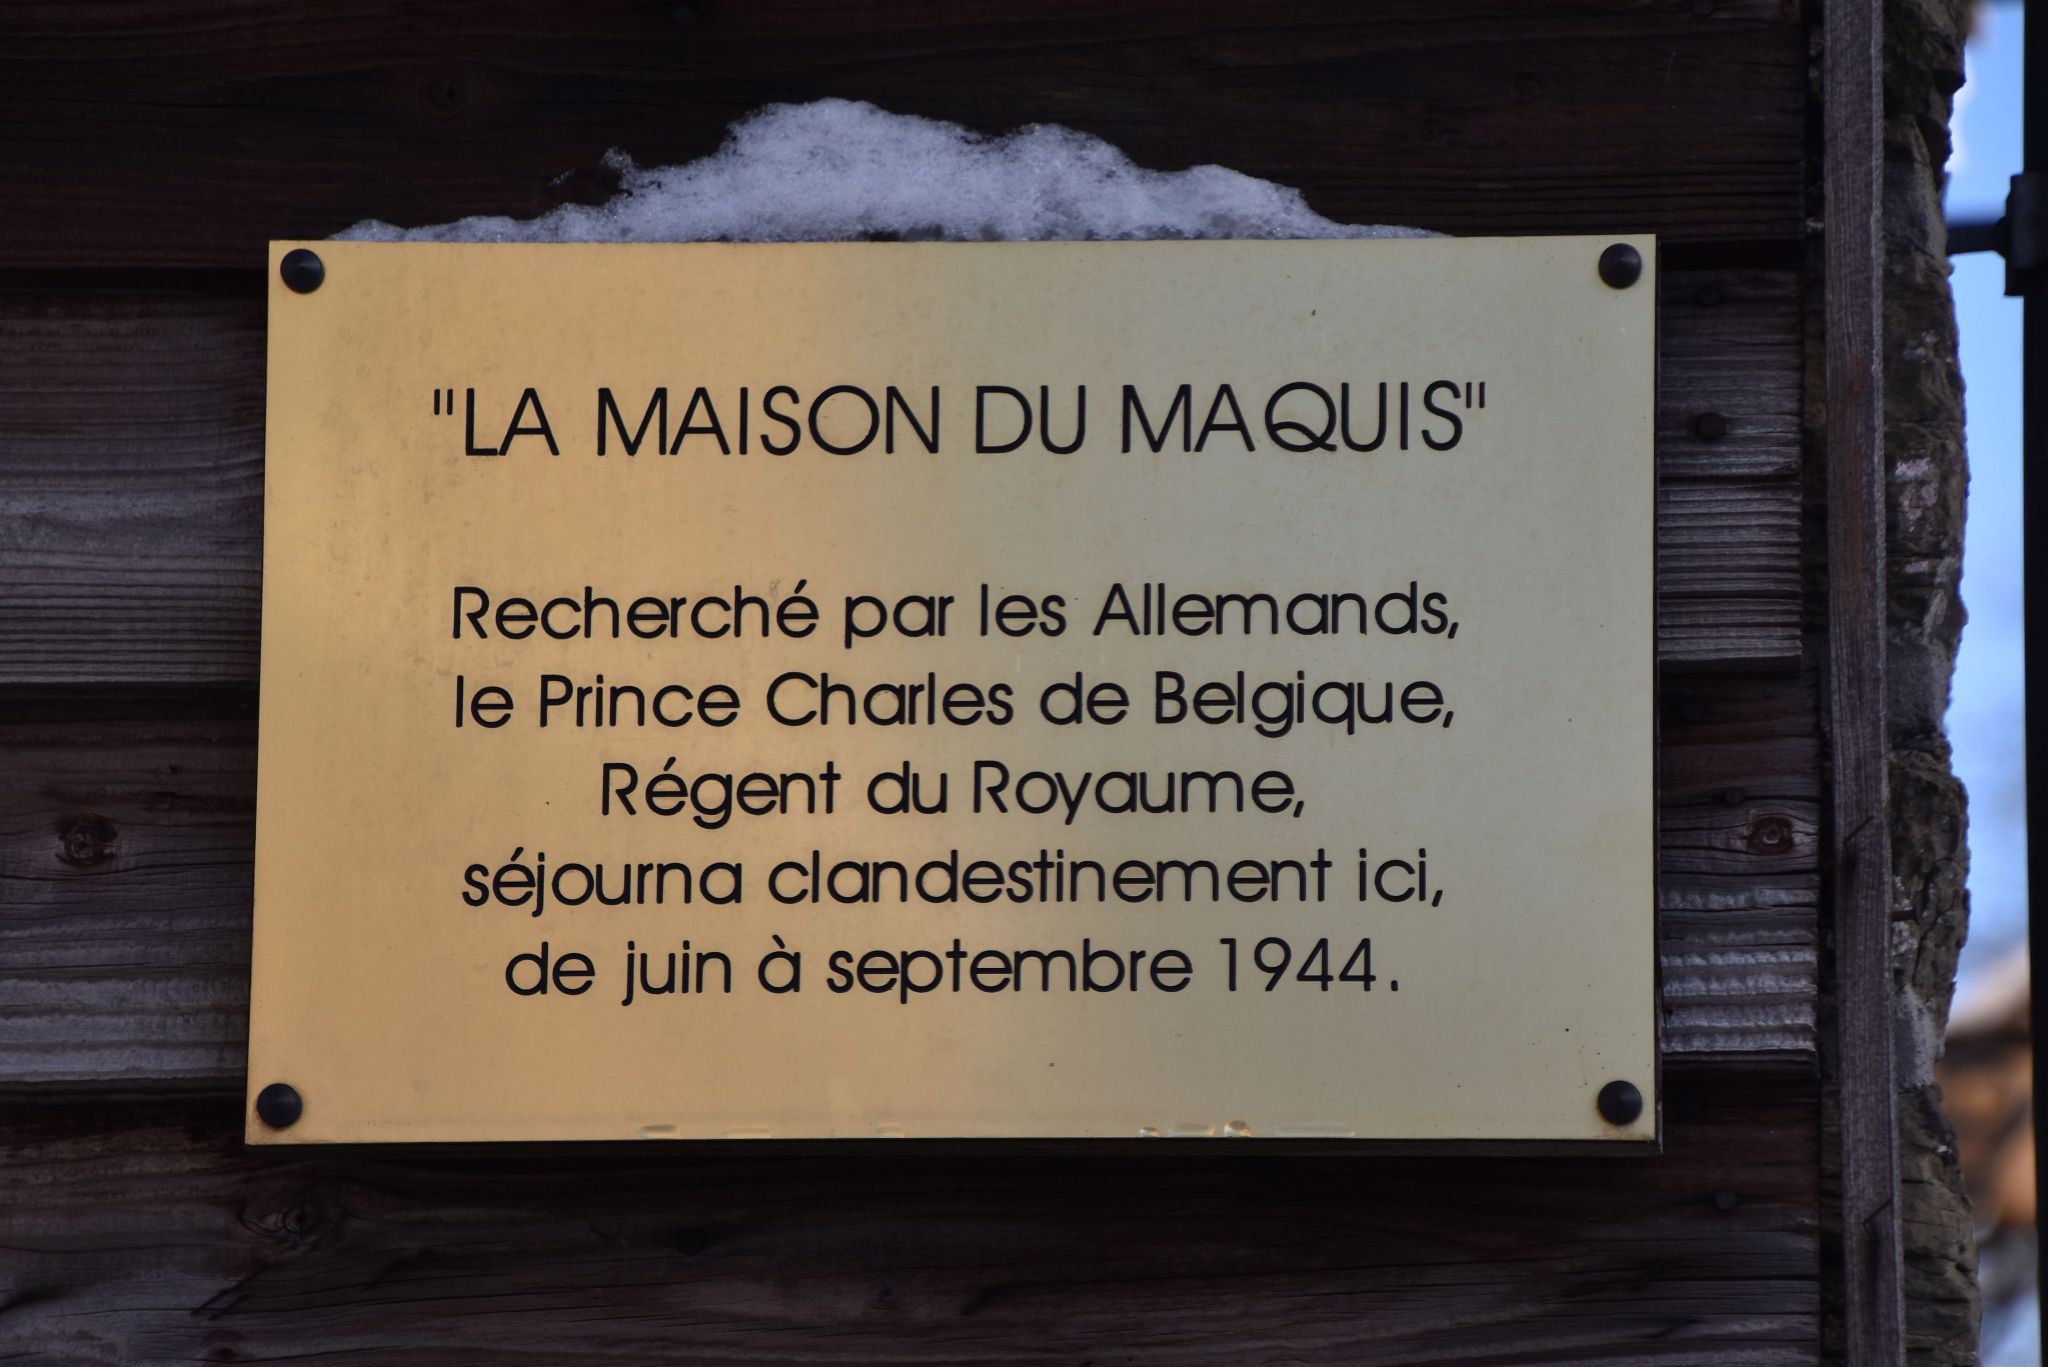 "LA MAISON DU MAQUIS"
Recherché par les Allemands,
le Prince Charles de Belgique,
Régent du Royaume,
séjourna clandestinement ici,
de juin à septembre 1944.